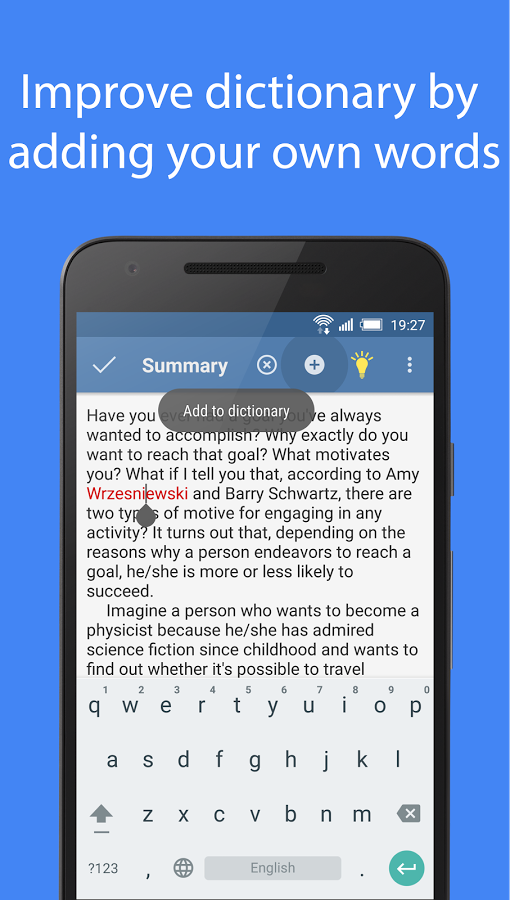 Improve dictionary by
adding your own words
19:27
Summary
Add to dictionary
Have you ever had a goal you've always
wanted to accomplish? Why exactly do you
want to reach that goal? What motivates
you? What if I tell you that, according to Amy
Wrzesniewski and Barry Schwartz, there are
two types of motive for engaging in any
activity? It turns out that, depending on the
reasons why a person endeavors to reach a
goal, he/she is more or less likely to
succeed.
Imagine a person who wants to become a
physicist because he/she has admired
science fiction since childhood and wants to
find out whether it's possible to travel
1 2 3 4 5 6 7 8 9 0
q w e r t y u i o p
a s d f g h j k l
z x c v b n m
?123 , English .